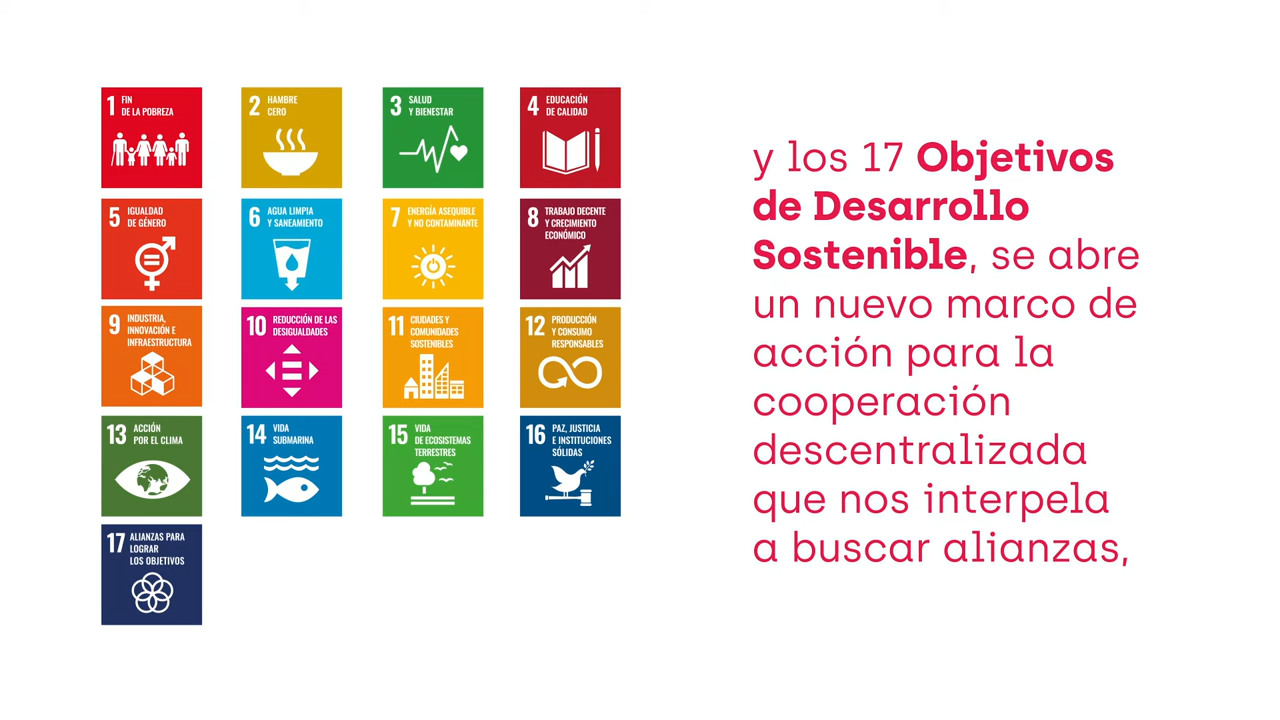 1 FIN
DE LA POBREZA
2 HAMBRE
CERO
3 SALUD
Y BIENESTAR
4 EDUCACIÓN
DE CALIDAD
5 IGUALDAD
DE GÉNERO
6 AGUA LIMPIA
Y SANEAMIENTO
7 ENERGÍA ASEQUIBLE
Y NO CONTAMINANTE
8 TRABAJO DECENTE
Y CRECIMIENTO
ECONÓMICO
9 INDUSTRIA,
INNOVACIÓN E
INFRAESTRUCTURA
10 REDUCCIÓN DE LAS
DESIGUALDADES
11 CIUDADES Y
COMUNIDADES
SOSTENIBLES
12 PRODUCCIÓN
Y CONSUMO
RESPONSABLES
13 ACCIÓN
POR EL CLIMA
14 VIDA
SUBMARINA
15 VIDA
DE ECOSISTEMAS
TERRESTRES
16 PAZ, JUSTICIA
E INSTITUCIONES
SÓLIDAS
17 ALIANZAS PARA
LOGRAR
LOS OBJETIVOS
y los 17 Objetivos
de Desarrollo
Sostenible, se abre
un nuevo marco de
acción para la
cooperación
descentralizada
que nos interpela
a buscar alianzas,